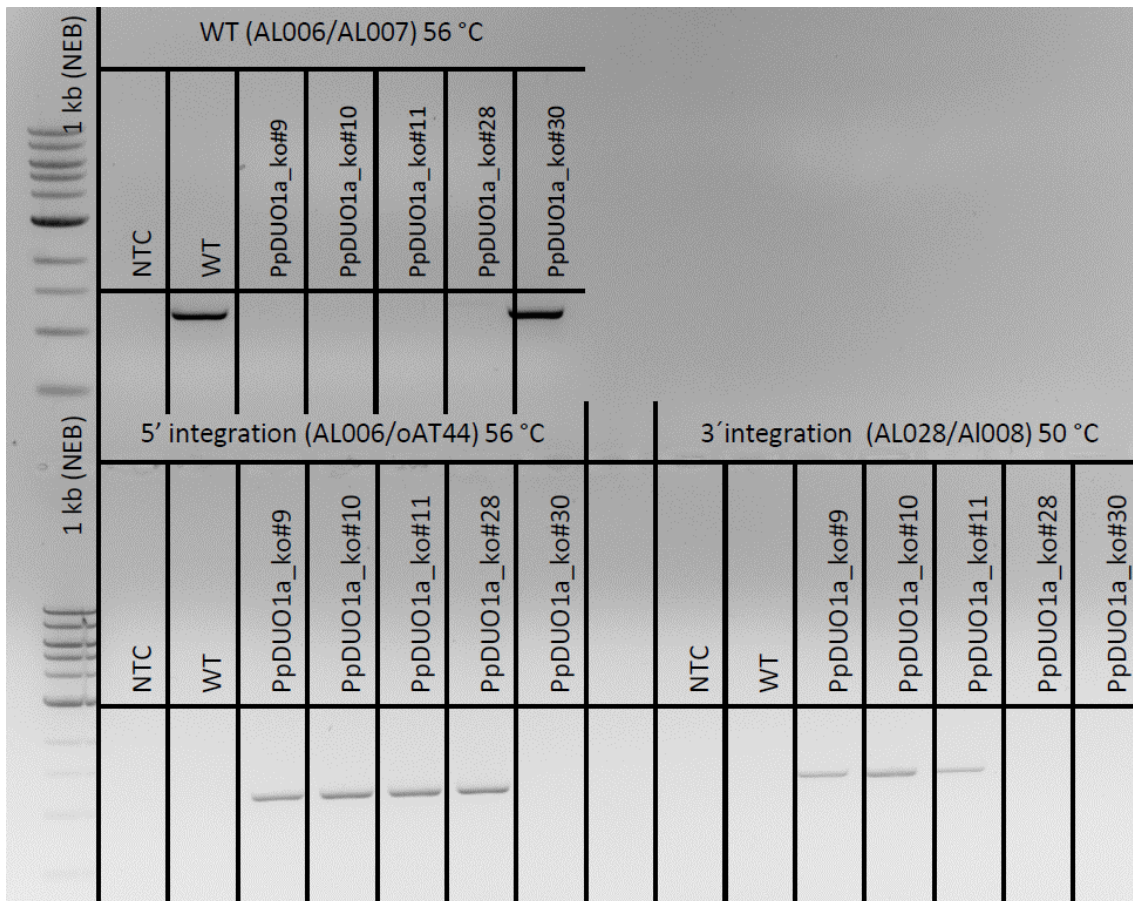 1 kb (NEB)
WT (AL006/AL007) 56 °C
NTC
WT
PpDUO1a_ko#9
PpDUO1a_ko#10
PpDUO1a_ko#11
PpDUO1a_ko#28
PpDUO1a_ko#30
1 kb (NEB)
5’ integration (AL006/oAT44) 56 °C
3´integration (AL028/Al008) 50 °C
NTC
WT
PpDUO1a_ko#9
PpDUO1a_ko#10
PpDUO1a_ko#11
PpDUO1a_ko#28
PpDUO1a_ko#30
NTC
WT
PpDUO1a_ko#9
PpDUO1a_ko#10
PpDUO1a_ko#11
PpDUO1a_ko#28
PpDUO1a_ko#30